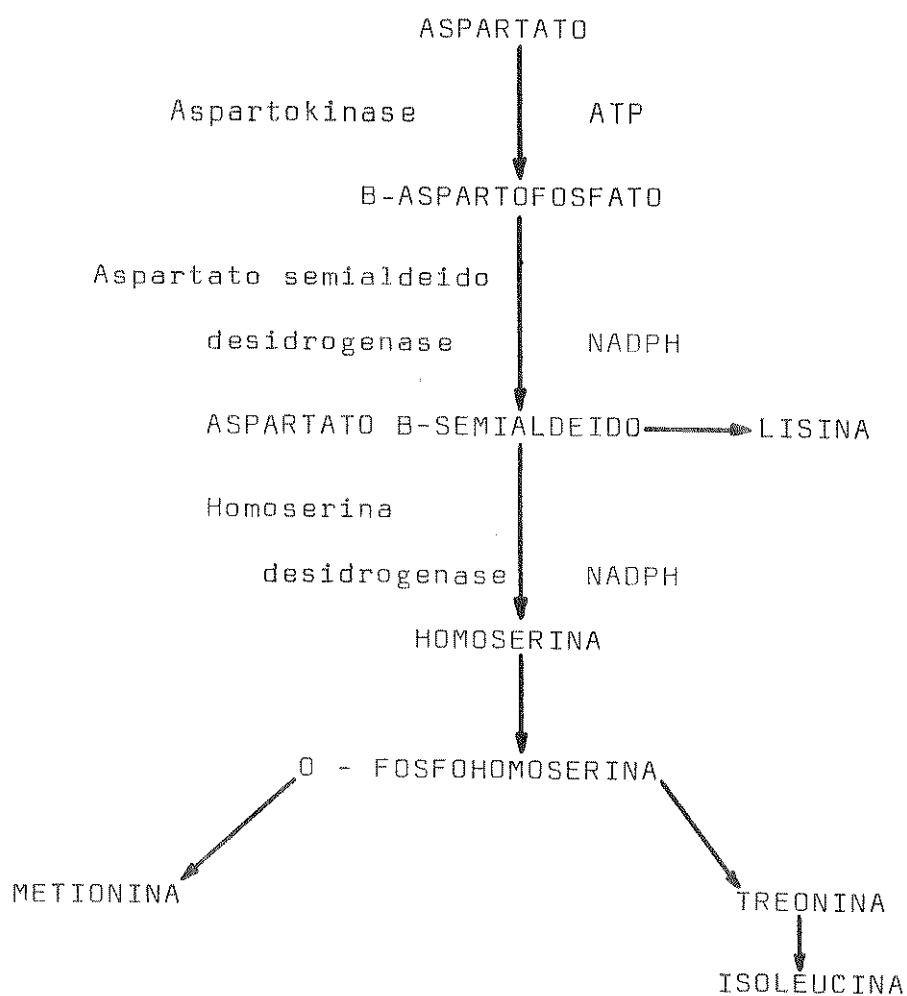 ASPARTATO
Aspartokinase ATP
B-ASPARTOFOSFATO
Aspartato semialdeido
desidrogenase NADPH
ASPARTATO B-SEMIALDEIDO LISINA
Homoserina
desidrogenase NADPH
HOMOSERINA
O - FOSFOHOMOSERINA
METIONINA
TREONINA
ISOLEUCINA